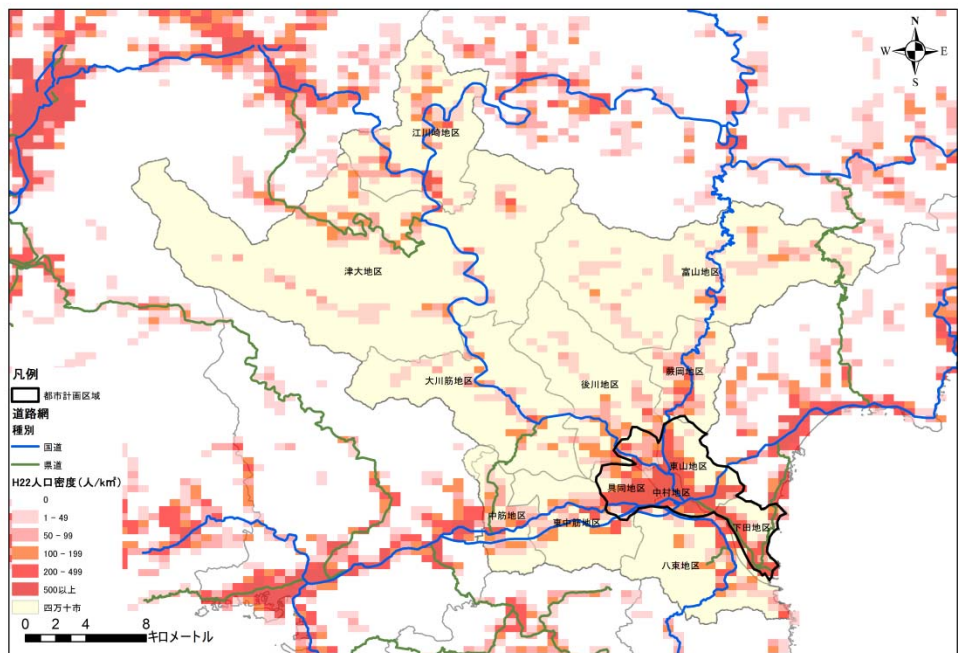 N
W E
S
江川崎地区
津大地区
富山地区
大川筋地区
後川地区
蕨岡地区
東山地区
具同地区
中村地区
中筋地区
東中筋地区
下田地区
八束地区
凡例
都市計画区域
道路網
種別
国道
県道
H22人口密度(人/k㎡)
0
1 - 49
50 - 99
100 - 199
200 - 499
500以上
四万十市
0 2 4 8
キロメートル